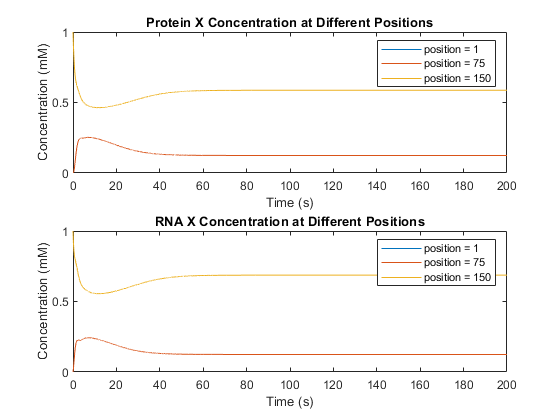 Protein X Concentration at Different Positions
1
0.5
0
Concentration (mM)
position = 1
position = 75
position = 150
0 20 40 60 80 100 120 140 160 180 200
Time (s)
RNA X Concentration at Different Positions
1
0.5
0
Concentration (mM)
position = 1
position = 75
position = 150
0 20 40 60 80 100 120 140 160 180 200
Time (s)